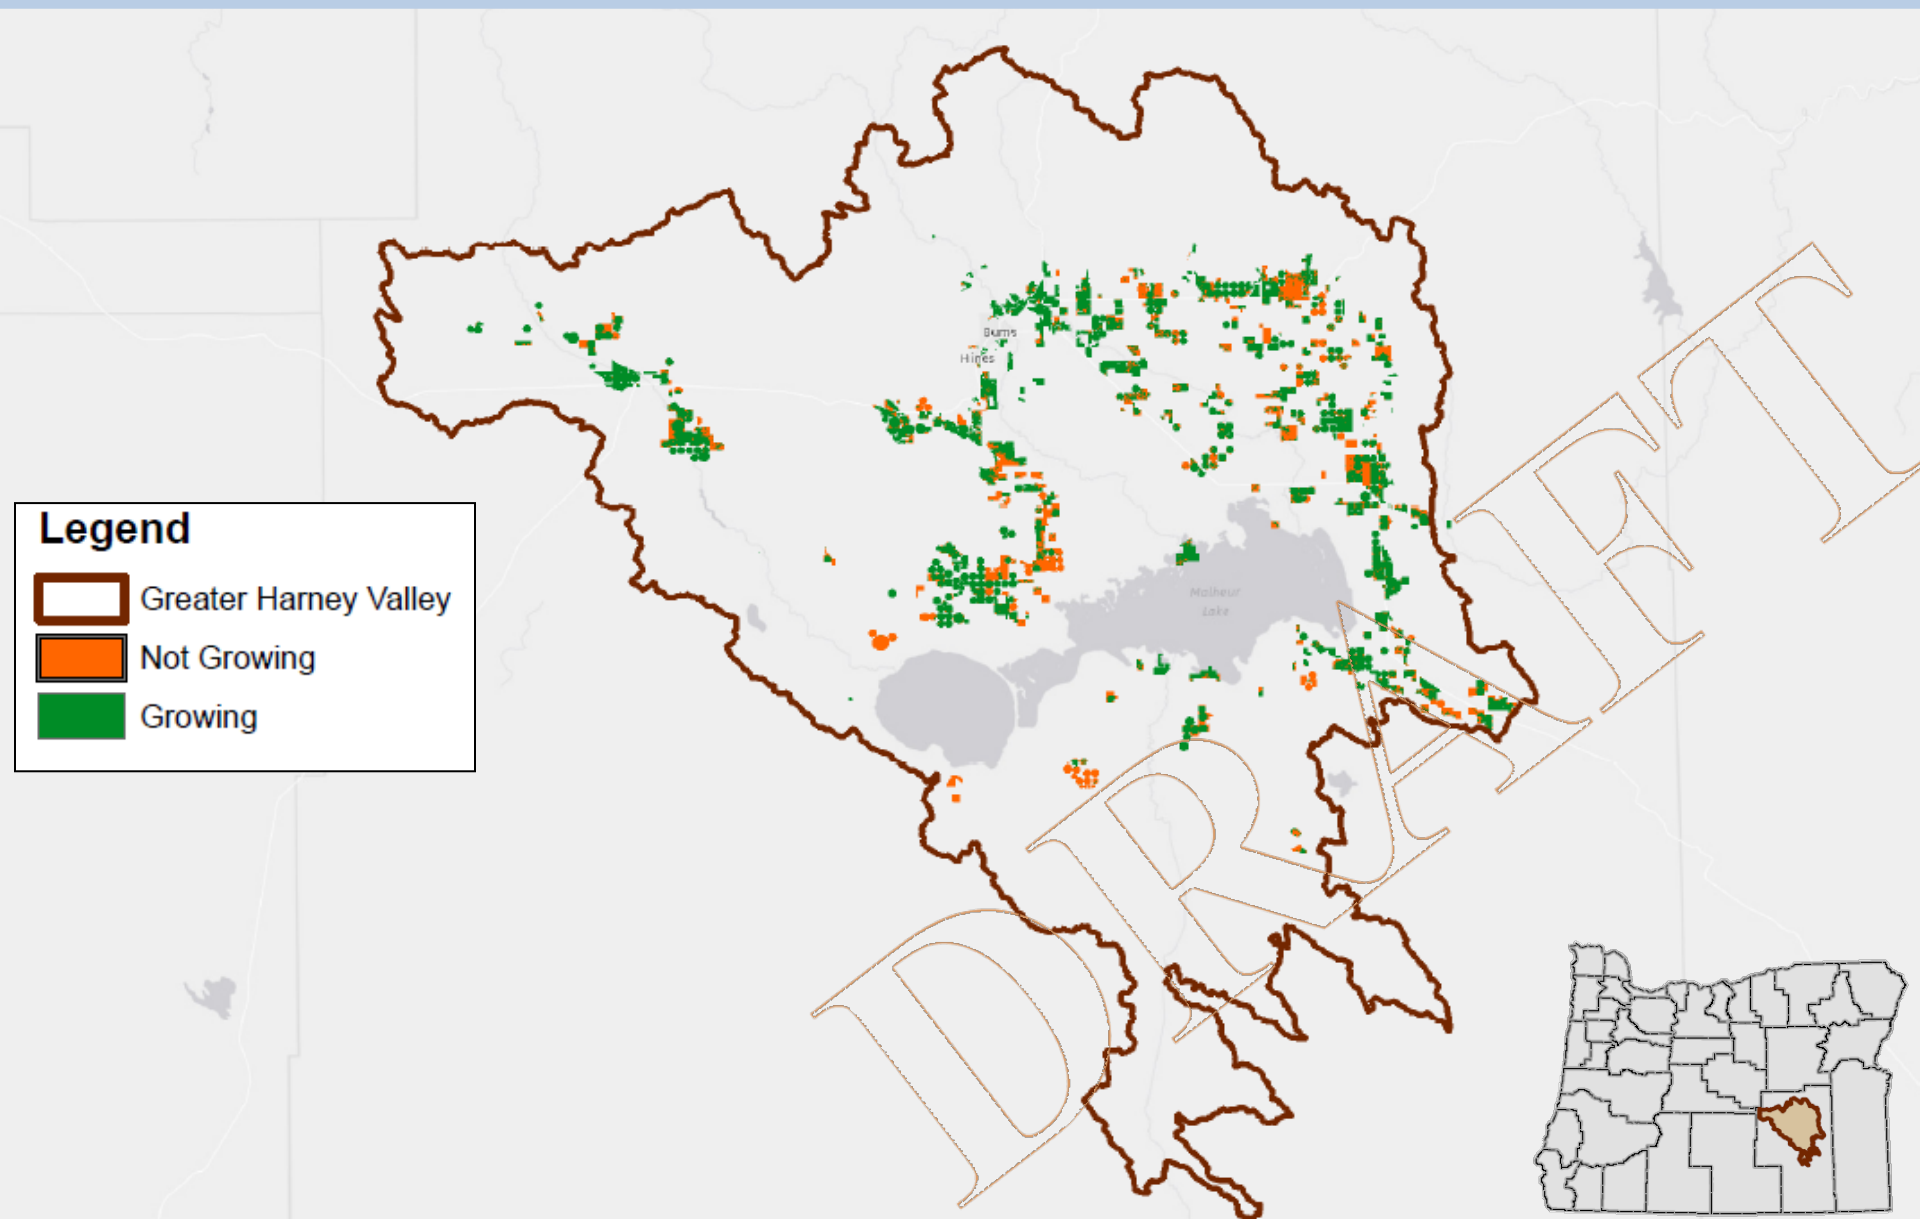 Burns
Hines
Malheur
Lake
Legend
Greater Harney Valley
Not Growing
Growing
DRAFT